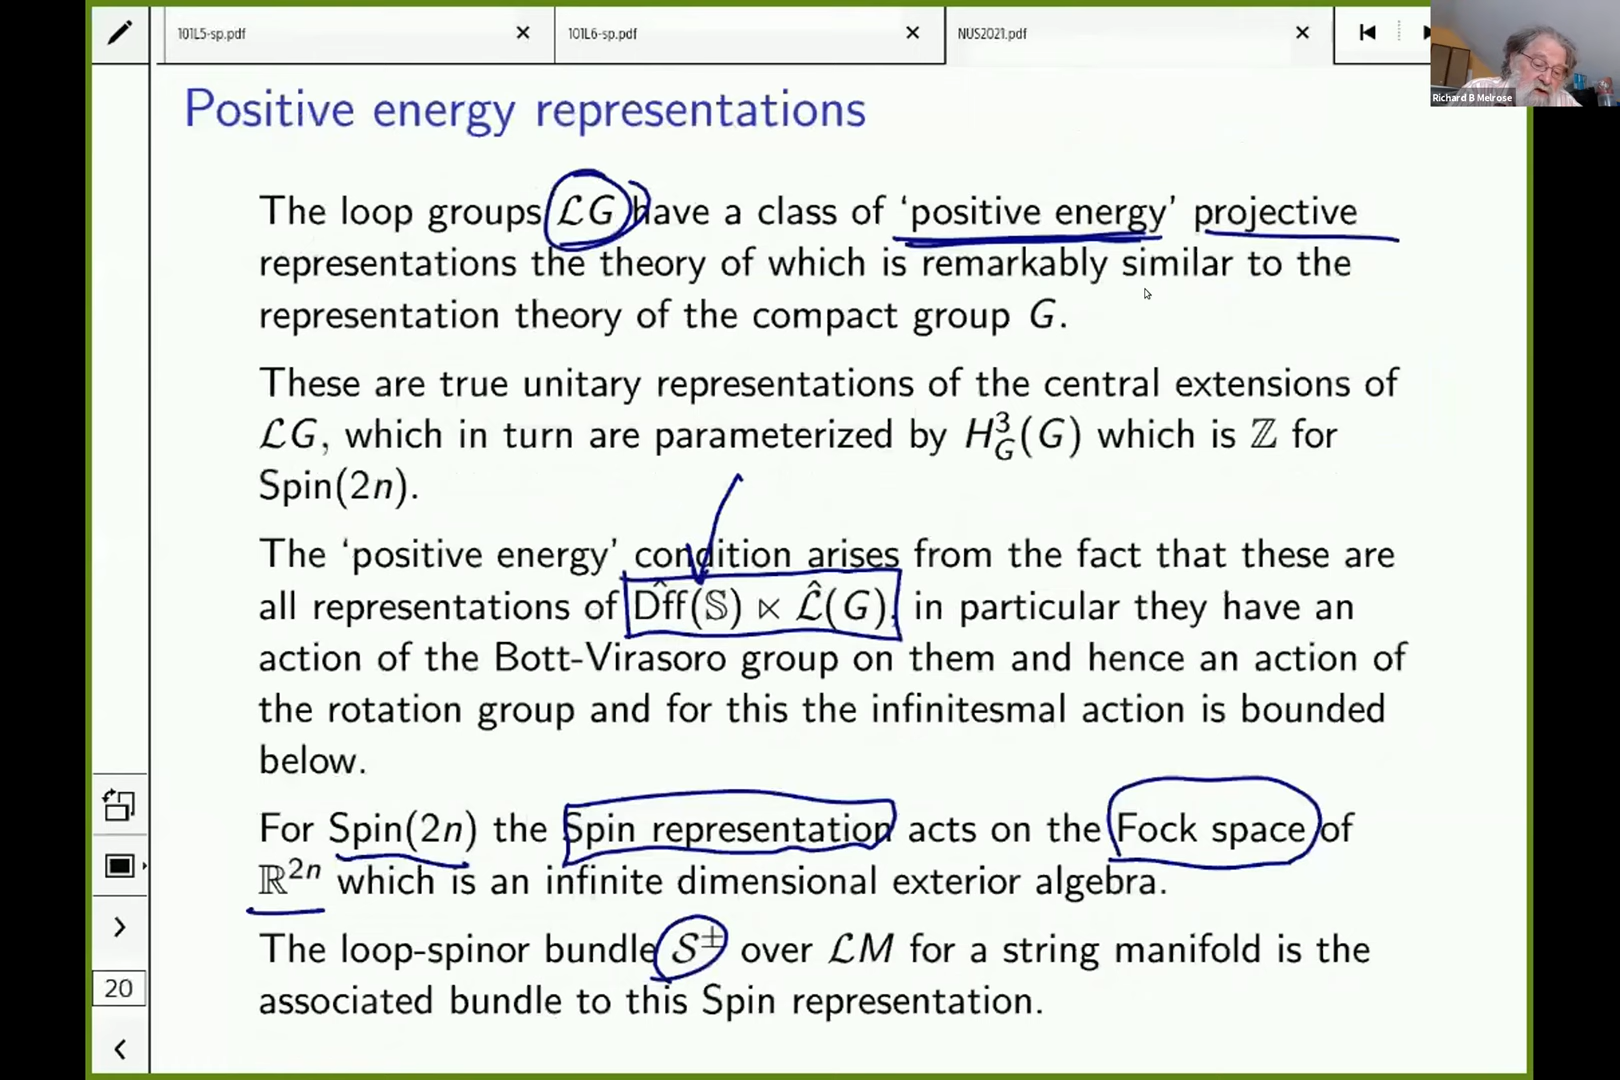 101L5-sp.pdf
101L6-sp.pdf
NUS2021.pdf
Richard B Melrose
Positive energy representations
The loop groups ℒG have a class of ‘positive energy’ projective
representations the theory of which is remarkably similar to the
representation theory of the compact group G.
These are true unitary representations of the central extensions of
ℒG, which in turn are parameterized by H³_G(G) which is ℤ for
Spin(2n).
The ‘positive energy’ condition arises from the fact that these are
all representations of D̂ff(𝕊) ⋉ ℒ̂(G), in particular they have an
action of the Bott-Virasoro group on them and hence an action of
the rotation group and for this the infinitesmal action is bounded
below.
For Spin(2n) the Spin representation acts on the Fock space of
ℝ²ⁿ which is an infinite dimensional exterior algebra.
The loop-spinor bundle 𝒮^± over ℒM for a string manifold is the
associated bundle to this Spin representation.
20